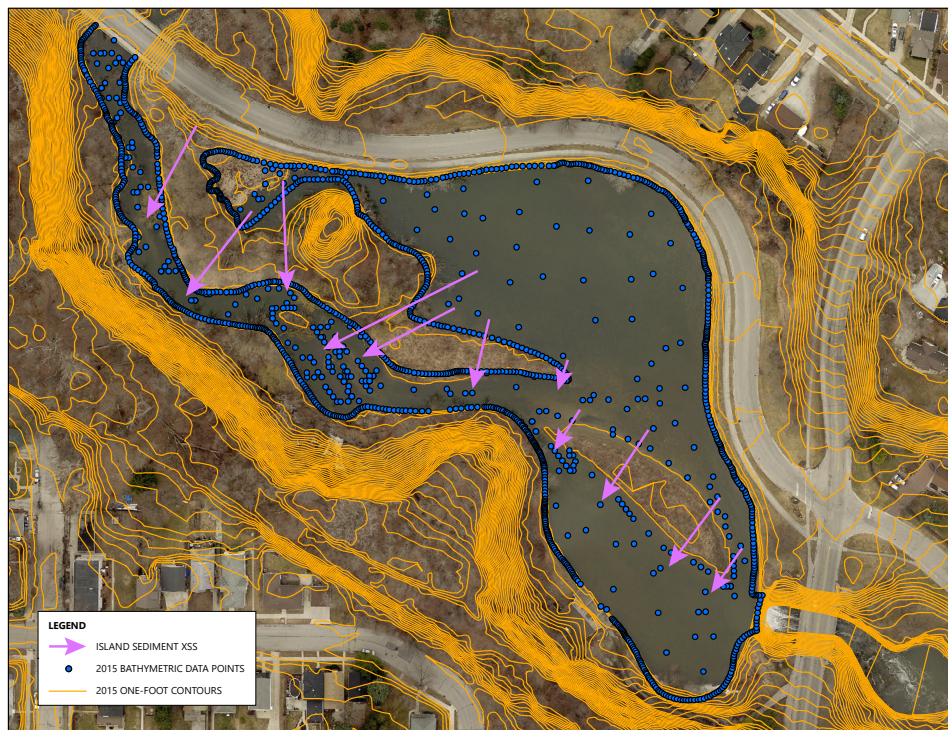 LEGEND
ISLAND SEDIMENT XSS
2015 BATHYMETRIC DATA POINTS
2015 ONE-FOOT CONTOURS